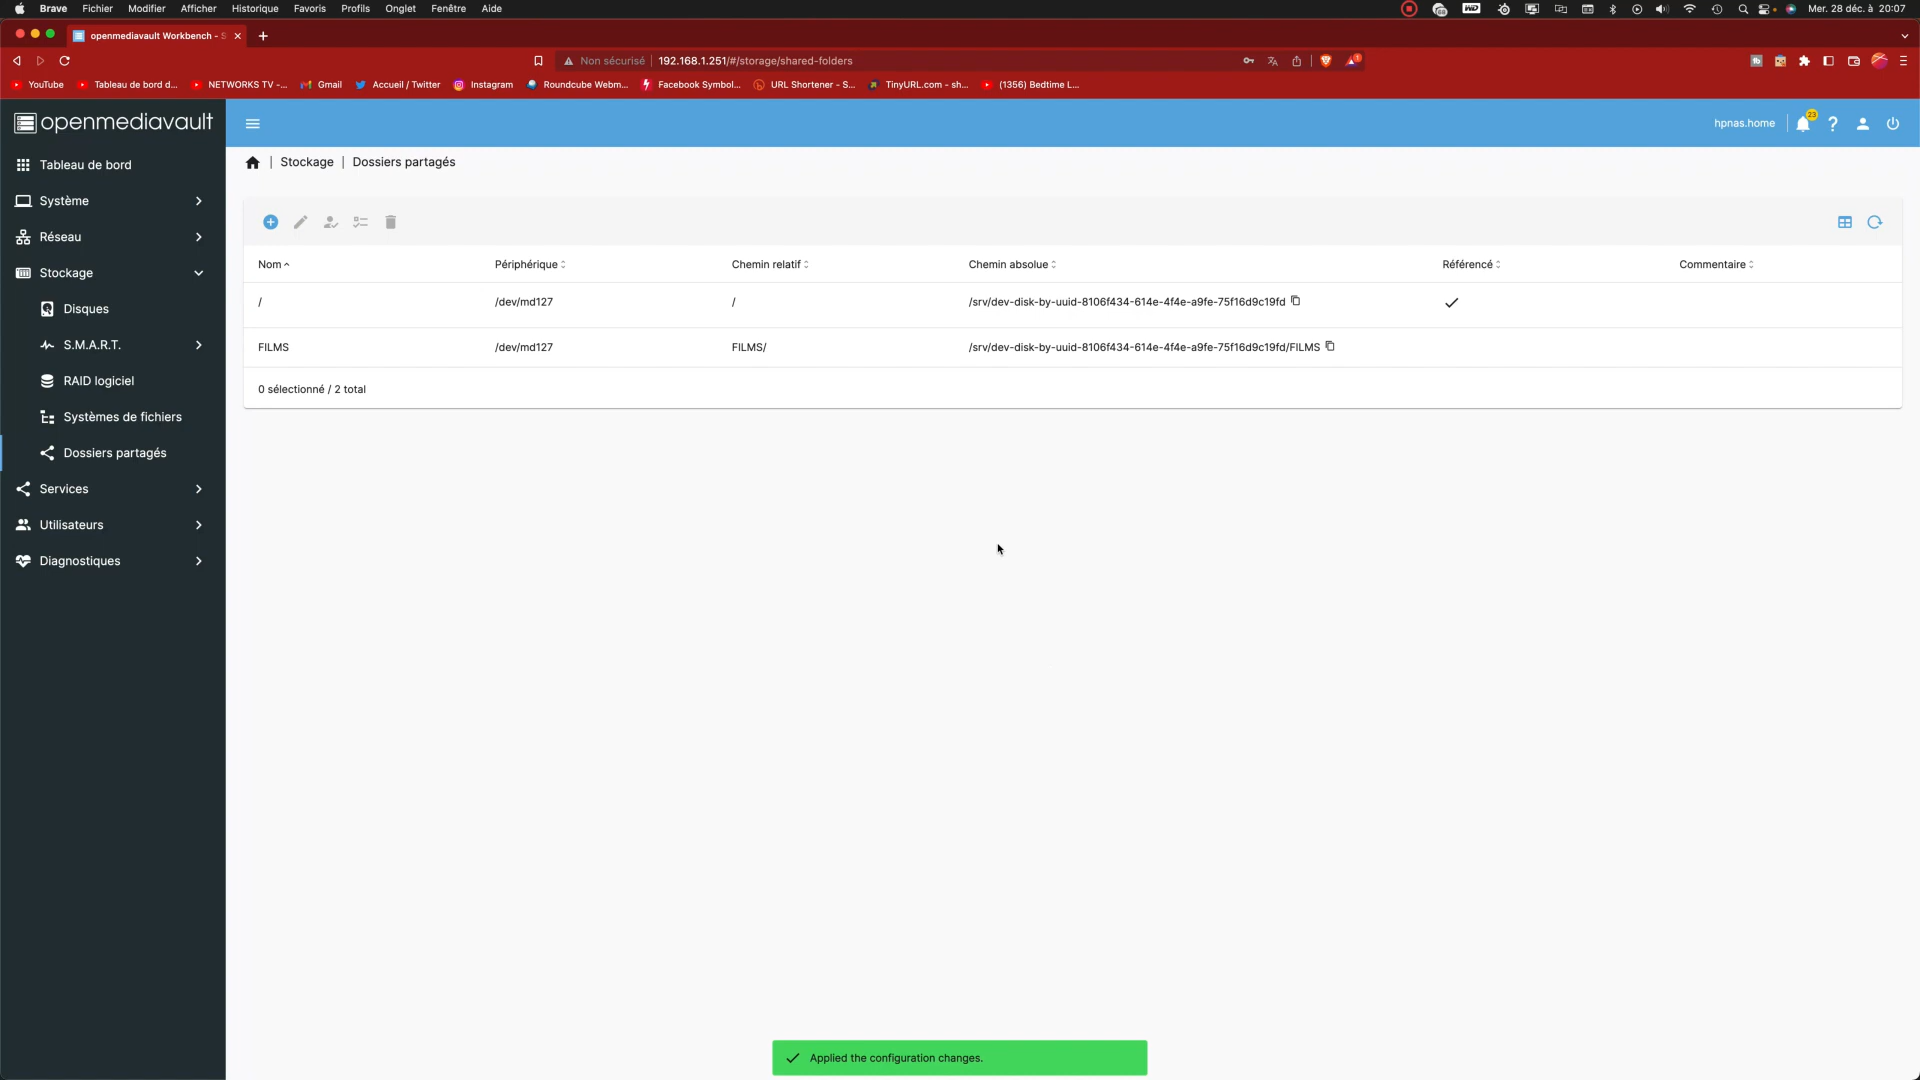 Brave Fichier Modifier Afficher Historique Favoris Profils Onglet Fenêtre Aide Mer. 28 déc. à 20:07
openmediavault Workbench - S
Non sécurisé 192.168.1.251/#/storage/shared-folders
YouTube Tableau de bord d... NETWORKS TV -... Gmail Accueil / Twitter Instagram Roundcube Webm... Facebook Symbol... URL Shortener - S... TinyURL.com - sh... (1356) Bedtime L...
openmediavault
hpnas.home 23 ?
Tableau de bord
Système
Réseau
Stockage
Disques
S.M.A.R.T.
RAID logiciel
Systèmes de fichiers
Dossiers partagés
Services
Utilisateurs
Diagnostiques
| Stockage | Dossiers partagés
Nom Périphérique Chemin relatif Chemin absolue Référencé Commentaire
/ /dev/md127 / /srv/dev-disk-by-uuid-8106f434-614e-4f4e-a9fe-75f16d9c19fd
FILMS /dev/md127 FILMS/ /srv/dev-disk-by-uuid-8106f434-614e-4f4e-a9fe-75f16d9c19fd/FILMS
0 sélectionné / 2 total
Applied the configuration changes.